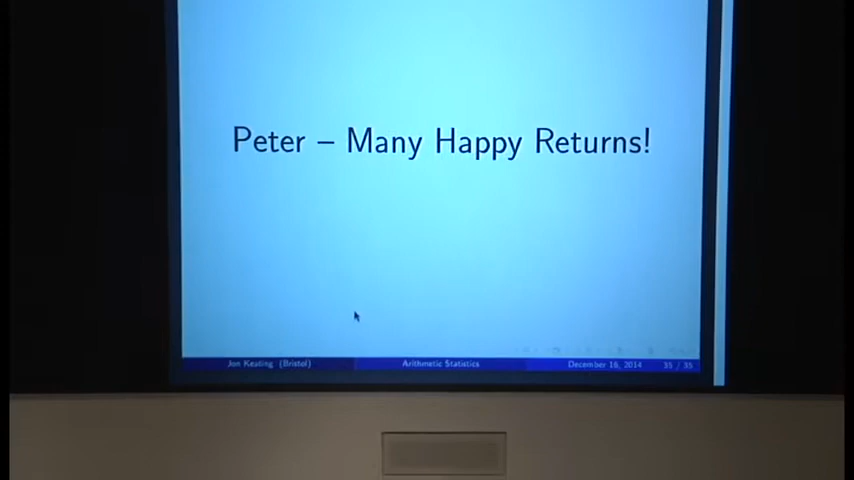 Peter – Many Happy Returns!
Jon Keating (Bristol) Arithmetic Statistics December 16, 2014 35 / 35